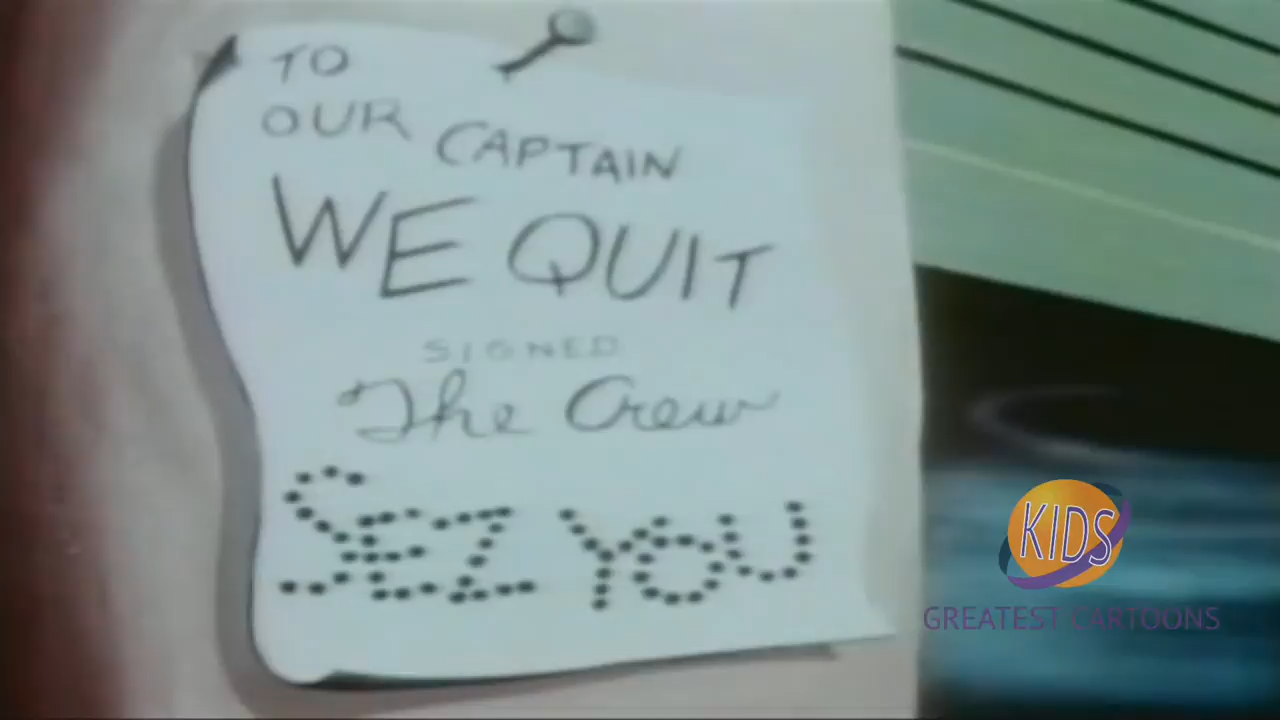 TO
OUR CAPTAIN
WE QUIT
SIGNED
The Crew
SEZ YOU
KIDS
GREATEST CARTOONS